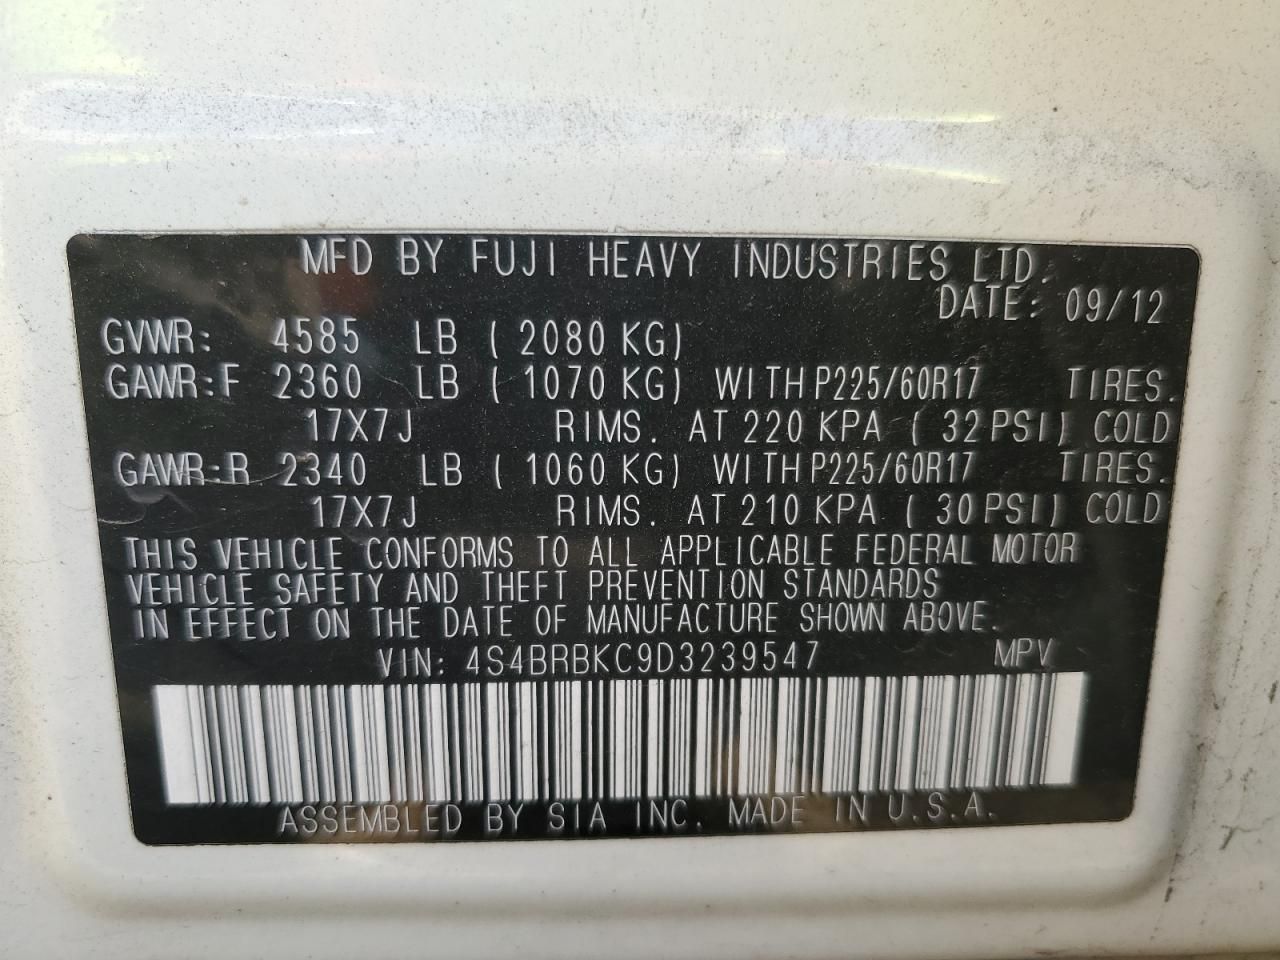 MFD BY FUJI HEAVY INDUSTRIES LTD.
DATE: 09/12
GVWR: 4585 LB ( 2080 KG)
GAWR:F 2360 LB ( 1070 KG) WITH P225/60R17 TIRES.
17X7J RIMS. AT 220 KPA ( 32 PSI) COLD
GAWR:R 2340 LB ( 1060 KG) WITH P225/60R17 TIRES.
17X7J RIMS. AT 210 KPA ( 30 PSI) COLD
THIS VEHICLE CONFORMS TO ALL APPLICABLE FEDERAL MOTOR
VEHICLE SAFETY AND THEFT PREVENTION STANDARDS
IN EFFECT ON THE DATE OF MANUFACTURE SHOWN ABOVE.
VIN: 4S4BRBKC9D3239547 MPV
ASSEMBLED BY SIA INC. MADE IN U.S.A.